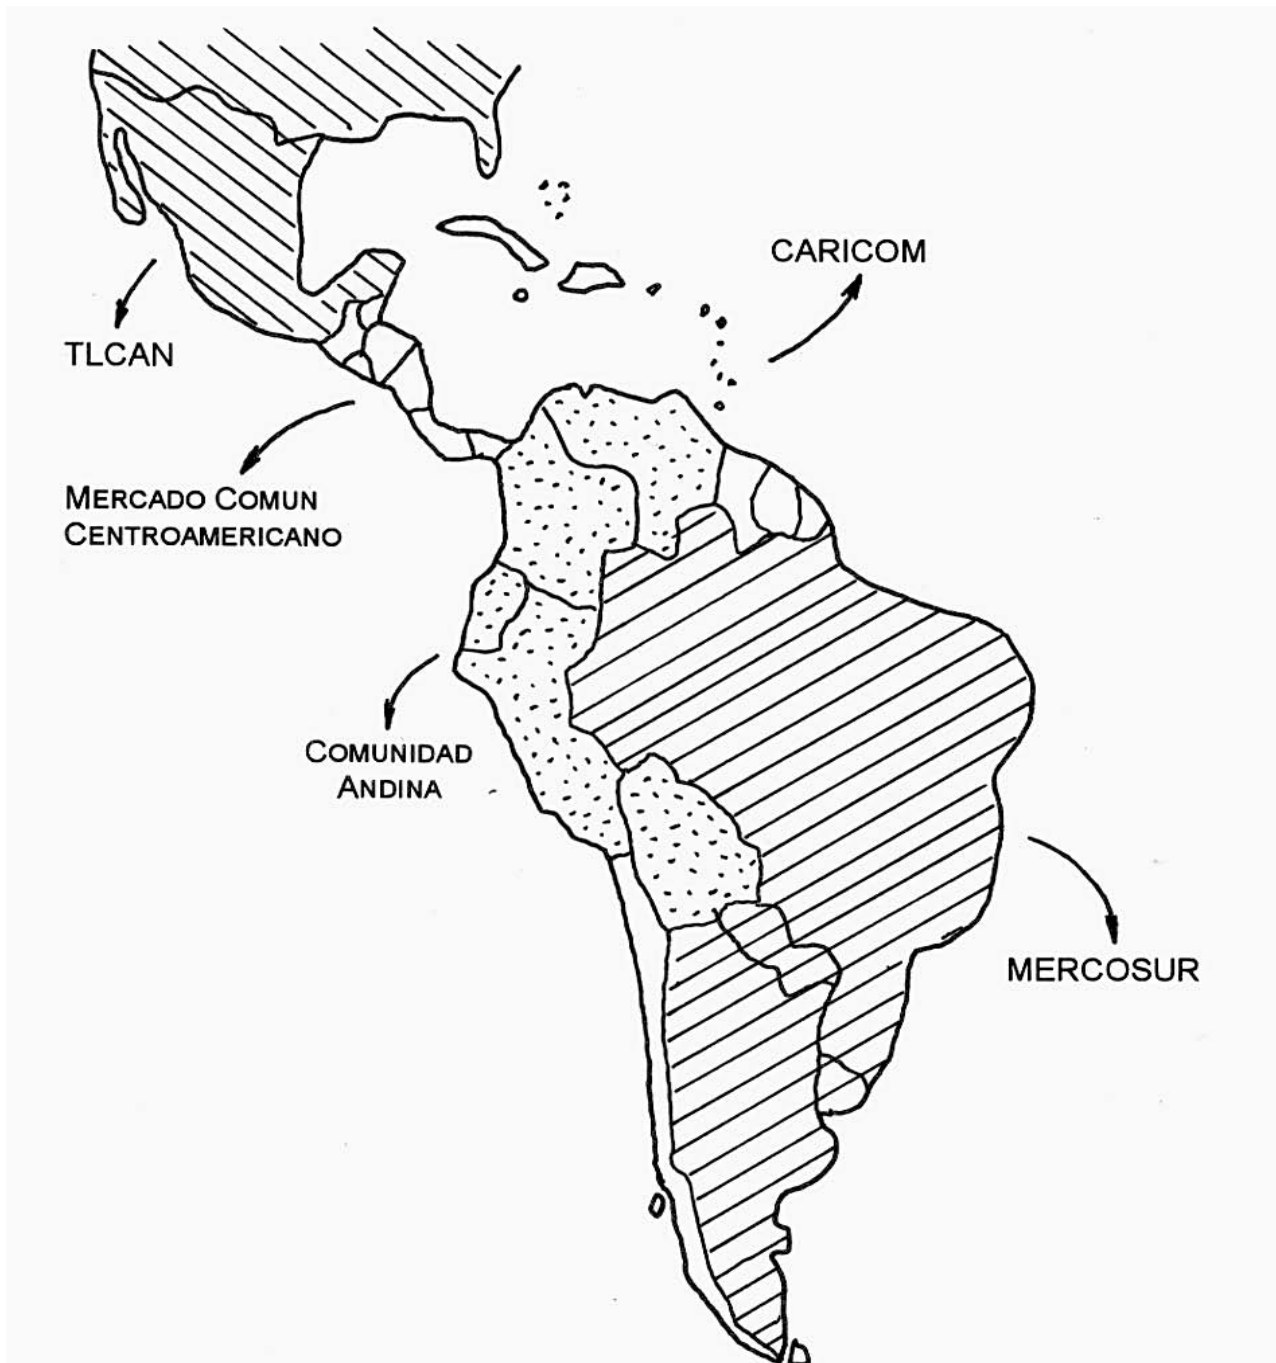 CARICOM
TLCAN
MERCADO COMUN
CENTROAMERICANO
COMUNIDAD
ANDINA
MERCOSUR